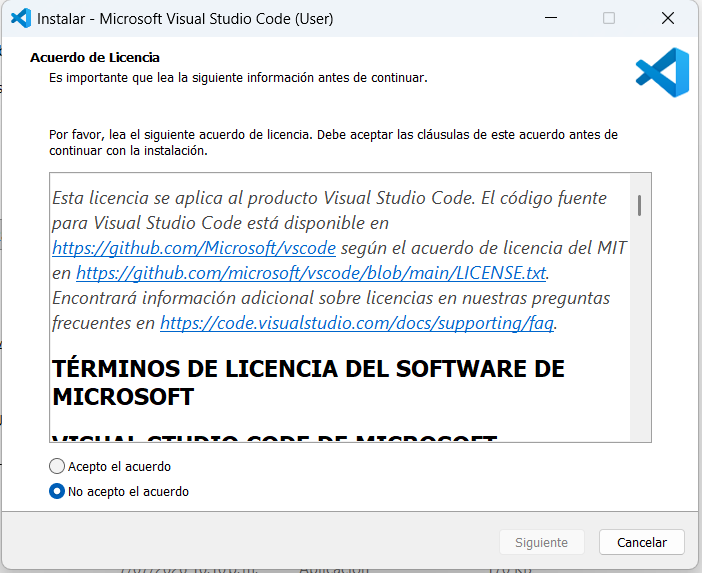 Instalar - Microsoft Visual Studio Code (User)
Acuerdo de Licencia
Es importante que lea la siguiente información antes de continuar.
Por favor, lea el siguiente acuerdo de licencia. Debe aceptar las cláusulas de este acuerdo antes de
continuar con la instalación.
Esta licencia se aplica al producto Visual Studio Code. El código fuente
para Visual Studio Code está disponible en
https://github.com/Microsoft/vscode según el acuerdo de licencia del MIT
en https://github.com/microsoft/vscode/blob/main/LICENSE.txt.
Encontrará información adicional sobre licencias en nuestras preguntas
frecuentes en https://code.visualstudio.com/docs/supporting/faq.
TÉRMINOS DE LICENCIA DEL SOFTWARE DE
MICROSOFT
VISUAL STUDIO CODE DE MICROSOFT
Acepto el acuerdo
No acepto el acuerdo
Siguiente
Cancelar